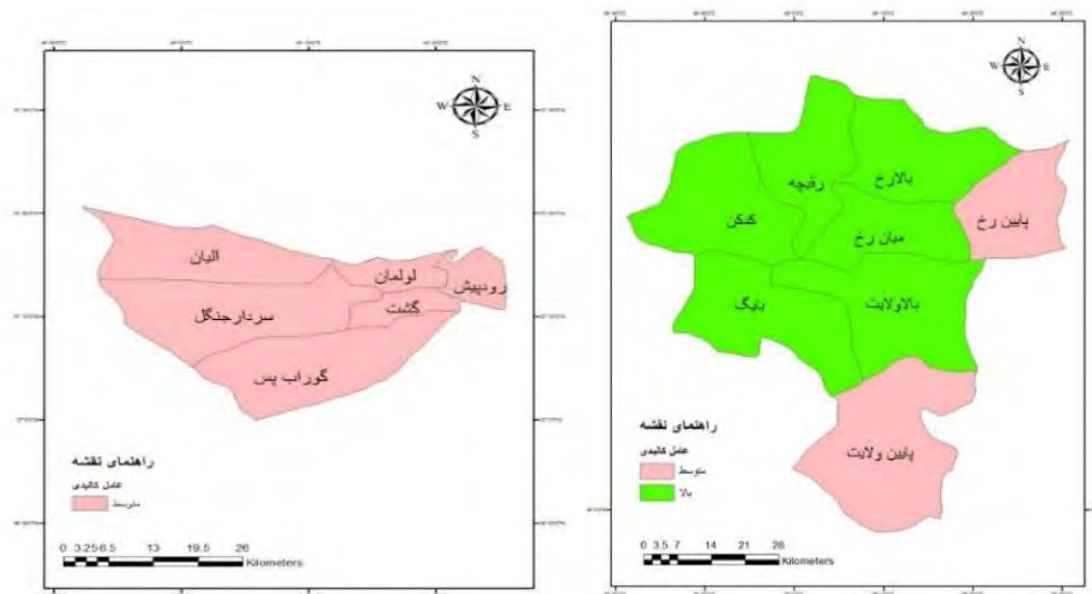 N
W E
S
الیان
لولمان
رودپیش
گشت
سردارجنگل
گوراب پس
راهنمای نقشه
عامل کالیدی
متوسط
0 3.25 6.5 13 19.5 26
Kilometers
N
W E
S
بالارخ
رقیچه
پایین رخ
کدکن
میان رخ
بالاولایت
بایگ
پایین ولایت
راهنمای نقشه
عامل کالیدی
متوسط
بالا
0 3.5 7 14 21 28
Kilometers